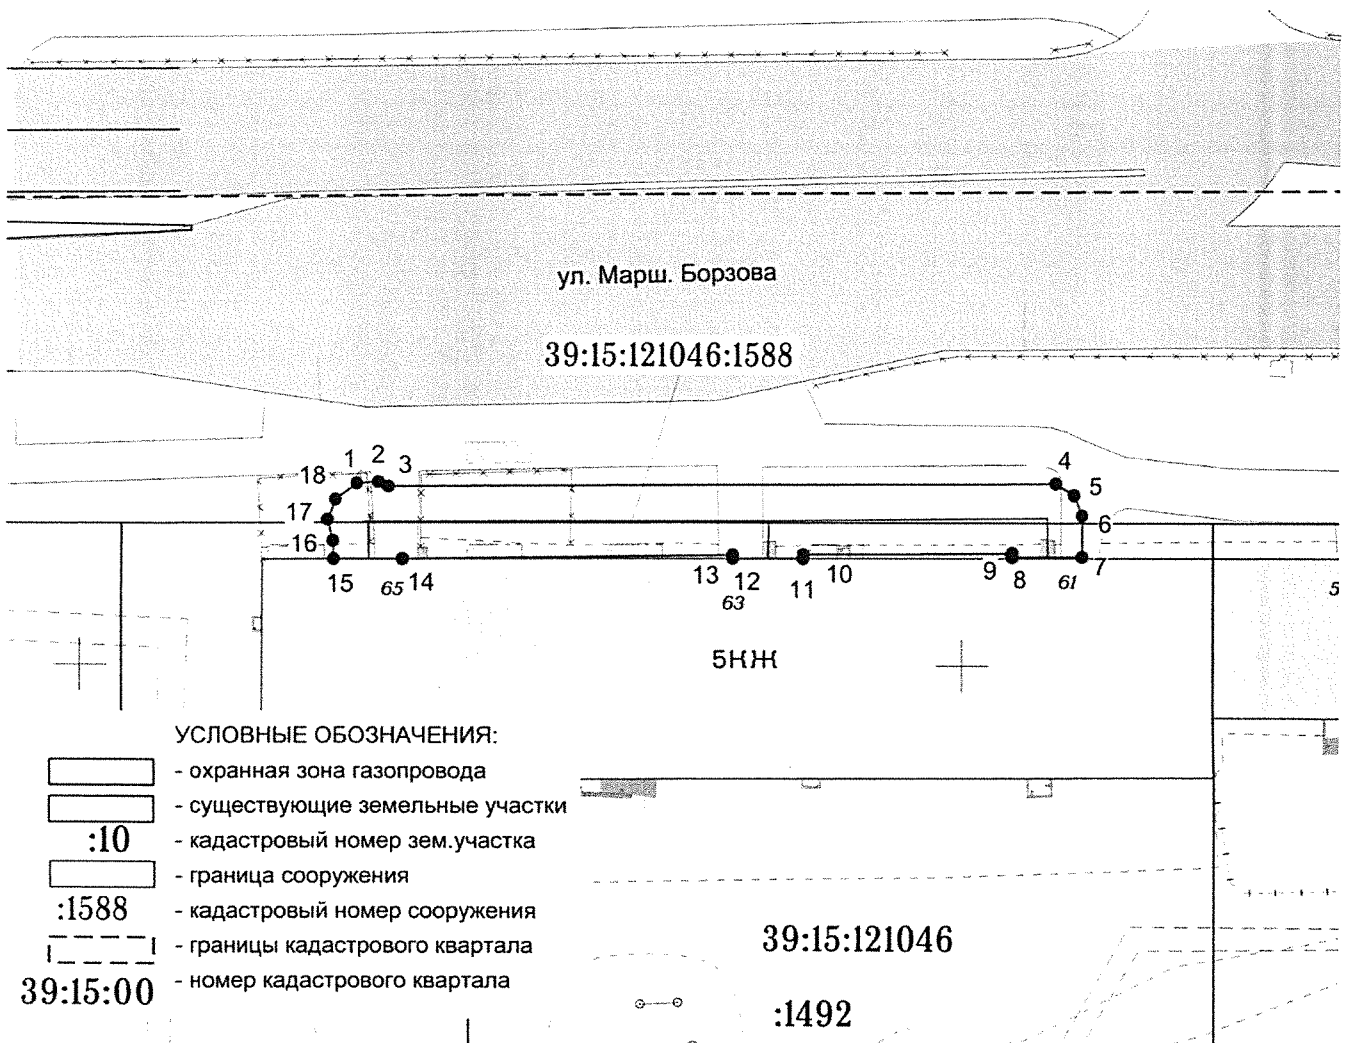 ул. Марш. Борзова
39:15:121046:1588
1 2 3 4
18 5
17 6
16 7
15 65 14 13 12 11 10 9 8 61
63
5
5КЖ
УСЛОВНЫЕ ОБОЗНАЧЕНИЯ:
- охранная зона газопровода
- существующие земельные участки
:10 - кадастровый номер зем.участка
- граница сооружения
:1588 - кадастровый номер сооружения
- границы кадастрового квартала
39:15:00 - номер кадастрового квартала
39:15:121046
:1492